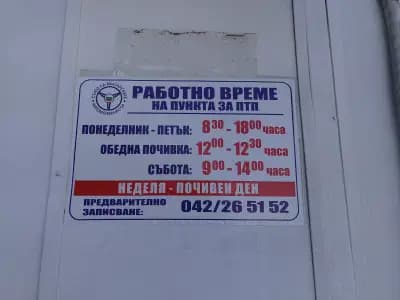 РАБОТНО ВРЕМЕ
НА ПУНКТА ЗА ПТП
ПОНЕДЕЛНИК - ПЕТЪК: 8³⁰ - 18⁰⁰ часа
ОБЕДНА ПОЧИВКА: 12⁰⁰ - 12³⁰ часа
СЪБОТА: 9⁰⁰ - 14⁰⁰ часа
НЕДЕЛЯ - ПОЧИВЕН ДЕН
ПРЕДВАРИТЕЛНО
ЗАПИСВАНЕ: 042/26 51 52